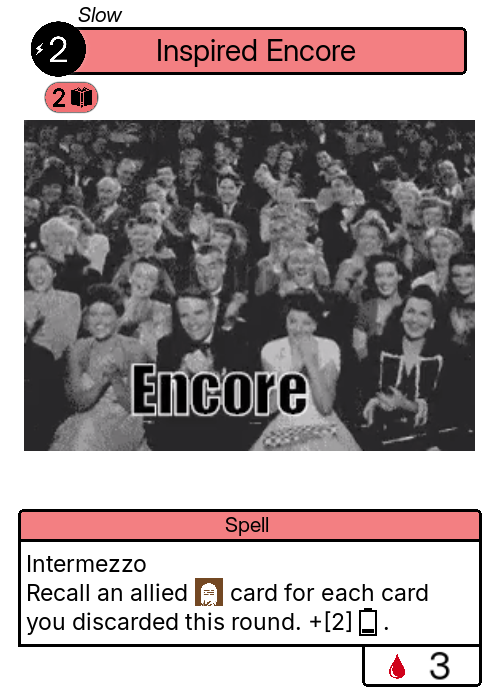 Slow
2
Inspired Encore
2
Encore
Spell
Intermezzo
Recall an allied card for each card
you discarded this round. +[2] .
3